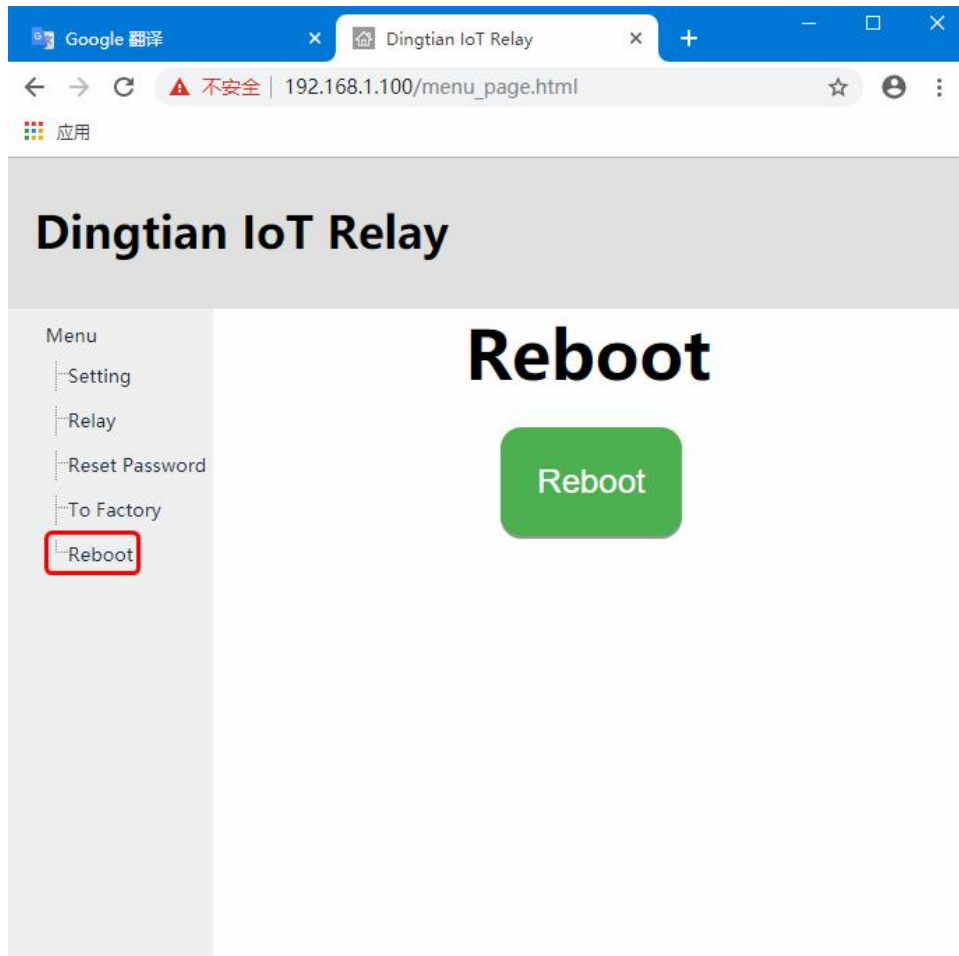 Google 翻译
Dingtian IoT Relay
不安全 | 192.168.1.100/menu_page.html
应用
Dingtian IoT Relay
Menu
Setting
Relay
Reset Password
To Factory
Reboot
Reboot
Reboot